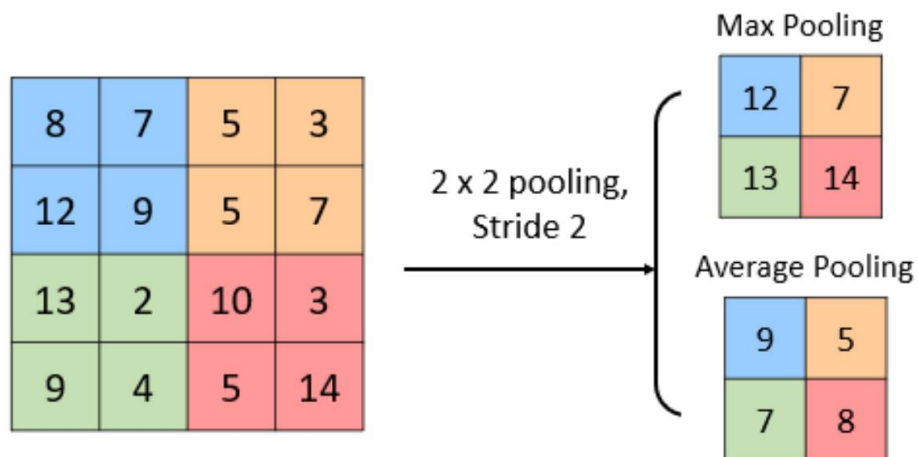 Max Pooling
12 7
13 14
8 7 5 3
12 9 5 7
13 2 10 3
9 4 5 14
2 x 2 pooling,
Stride 2
Average Pooling
9 5
7 8